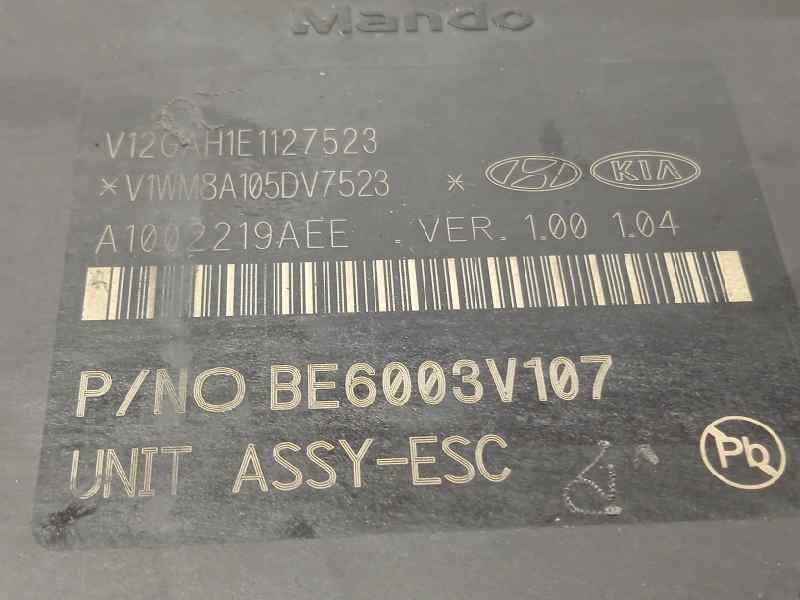 Mando
V12GAH1E1127523
*V1WM8A105DV7523 *
KIA
A1002219AEE . VER. 1.00 1.04
P/NO BE6003V107
UNIT ASSY-ESC
Pb